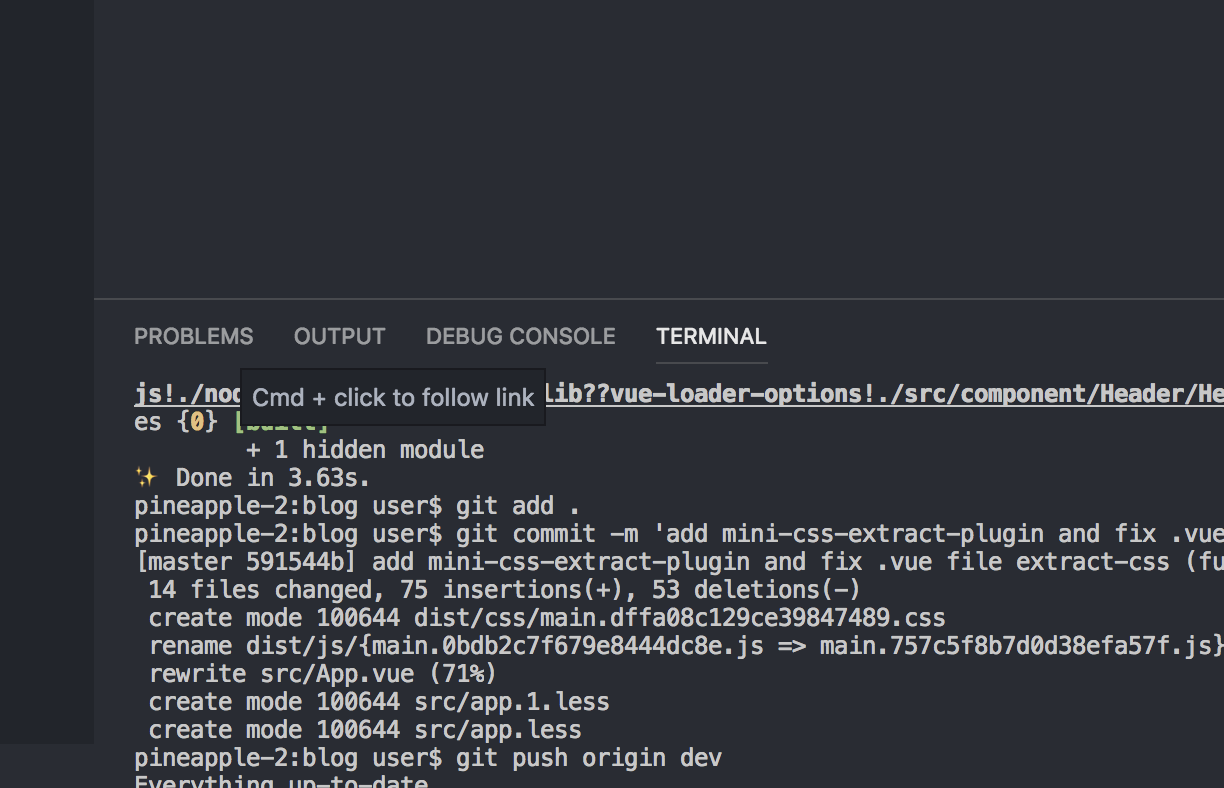 PROBLEMS OUTPUT DEBUG CONSOLE TERMINAL
js!./nod
Cmd + click to follow link
lib??vue-loader-options!./src/component/Header/He
es {0} [built]
+ 1 hidden module
✨ Done in 3.63s.
pineapple-2:blog user$ git add .
pineapple-2:blog user$ git commit -m 'add mini-css-extract-plugin and fix .vue
[master 591544b] add mini-css-extract-plugin and fix .vue file extract-css (fu
14 files changed, 75 insertions(+), 53 deletions(-)
create mode 100644 dist/css/main.dffa08c129ce39847489.css
rename dist/js/{main.0bdb2c7f679e8444dc8e.js => main.757c5f8b7d0d38efa57f.js}
rewrite src/App.vue (71%)
create mode 100644 src/app.1.less
create mode 100644 src/app.less
pineapple-2:blog user$ git push origin dev
Everything up-to-date